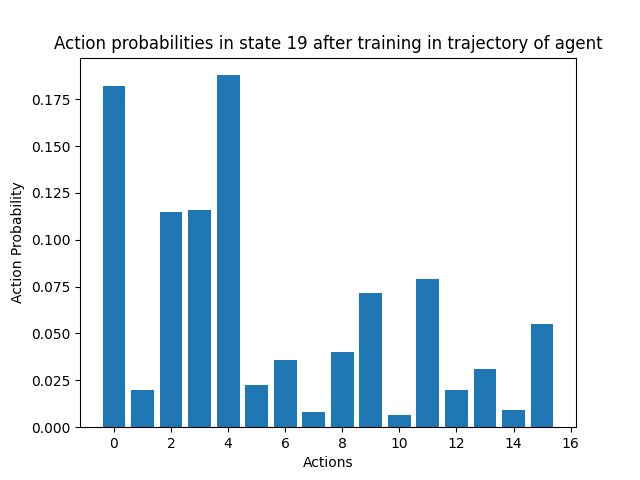 Action probabilities in state 19 after training in trajectory of agent
0.175
0.150
0.125
0.100
0.075
0.050
0.025
0.000
Action Probability
0 2 4 6 8 10 12 14 16
Actions